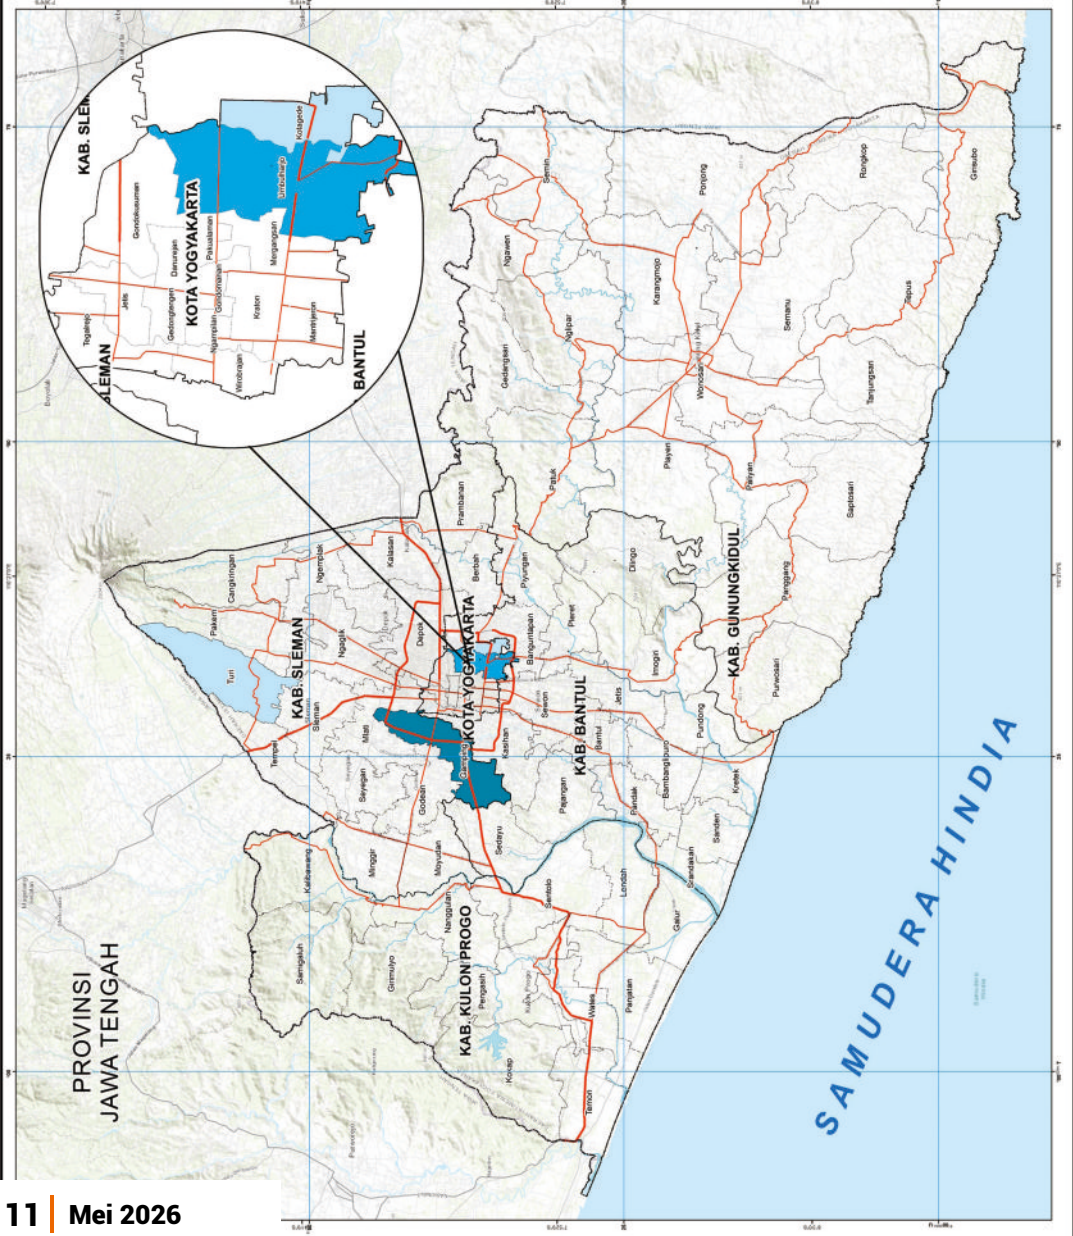 KAB. SLEM
KOTA YOGYAKARTA
SLEMAN
BANTUL
Gondokusuman
Jetis
Tegalrejo
Danurejan
Gedongtengen
Pakualaman
Gondomanan
Ngampilan
Wirobrajan
Kraton
Mergangsan
Mantrijeron
Umbulharjo
Kotagede
PROVINSI
JAWA TENGAH
KAB. SLEMAN
Cangkringan
Pakem
Turi
Tempel
Sleman
Ngaglik
Ngemplak
Kalasan
Prambanan
Berbah
Depok
Mlati
Seyegan
Godean
Gamping
Minggir
Moyudan
KOTA YOGYAKARTA
KAB. BANTUL
Piyungan
Banguntapan
Pleret
Dlingo
Imogiri
Jetis
Sewon
Kasihan
Bantul
Pajangan
Sedayu
Pandak
Bambanglipuro
Pundong
Kretek
Sanden
Srandakan
KAB. KULON PROGO
Kalibawang
Samigaluh
Girimulyo
Nanggulan
Sentolo
Pengasih
Kokap
Wates
Panjatan
Lendah
Galur
Temon
KAB. GUNUNGKIDUL
Semin
Ngawen
Gedangsari
Nglipar
Patuk
Playen
Wonosari
Karangmojo
Ponjong
Semanu
Rongkop
Girisubo
Tepus
Tanjungsari
Paliyan
Saptosari
Panggang
Purwosari
SAMUDERA HINDIA
11 | Mei 2026